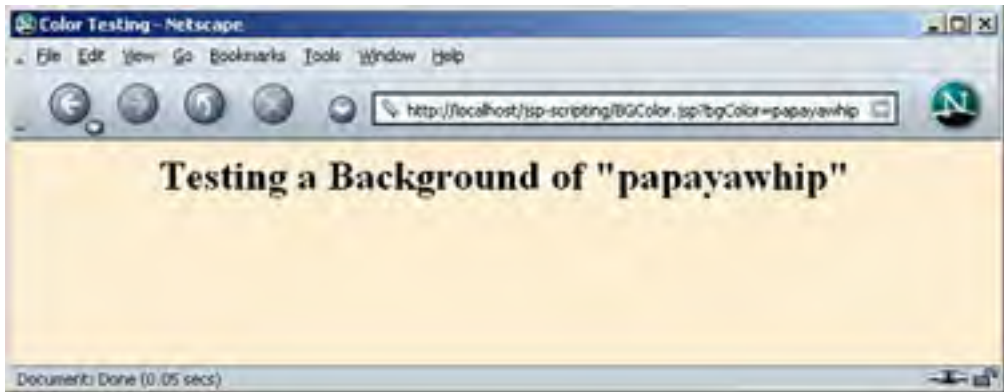 Color Testing - Netscape
File Edit View Go Bookmarks Tools Window Help
http://localhost/jsp-scripting/BGColor.jsp?bgColor=papayawhip
N
Testing a Background of "papayawhip"
Document: Done (0.05 secs)